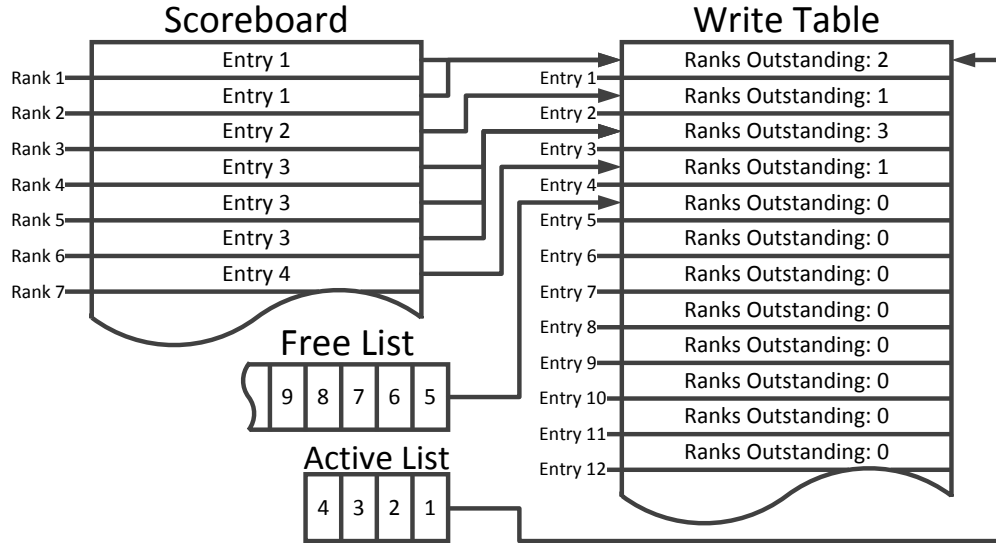 Scoreboard
Write Table
Entry 1
Rank 1
Entry 1
Rank 2
Entry 2
Rank 3
Entry 3
Rank 4
Entry 3
Rank 5
Entry 3
Rank 6
Entry 4
Rank 7
Ranks Outstanding: 2
Entry 1
Ranks Outstanding: 1
Entry 2
Ranks Outstanding: 3
Entry 3
Ranks Outstanding: 1
Entry 4
Ranks Outstanding: 0
Entry 5
Ranks Outstanding: 0
Entry 6
Ranks Outstanding: 0
Entry 7
Ranks Outstanding: 0
Entry 8
Ranks Outstanding: 0
Entry 9
Ranks Outstanding: 0
Entry 10
Ranks Outstanding: 0
Entry 11
Ranks Outstanding: 0
Entry 12
Free List
9 8 7 6 5
Active List
4 3 2 1